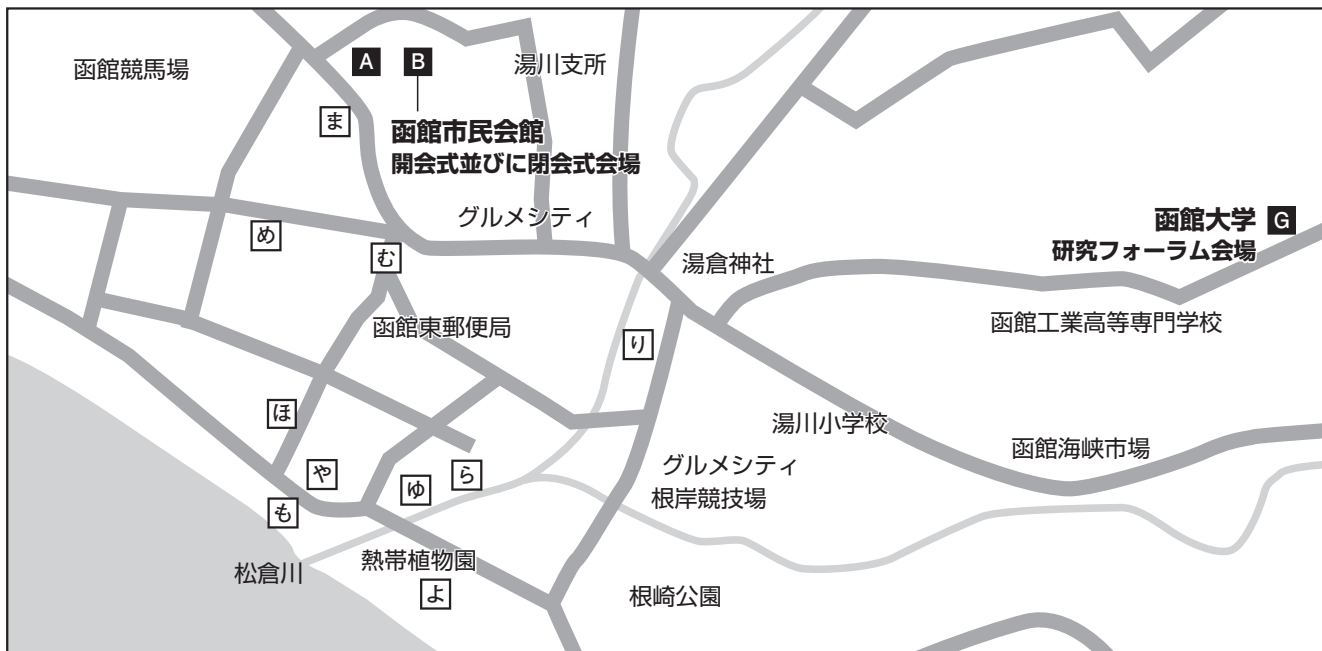 函館競馬場
A
B
湯川支所
ま
函館市民会館
開会式並びに閉会式会場
グルメシティ
め
む
函館大学 G
研究フォーラム会場
湯倉神社
函館東郵便局
り
函館工業高等専門学校
ほ
湯川小学校
函館海峡市場
や
ゆ
ら
グルメシティ
根岸競技場
も
松倉川
熱帯植物園
よ
根崎公園